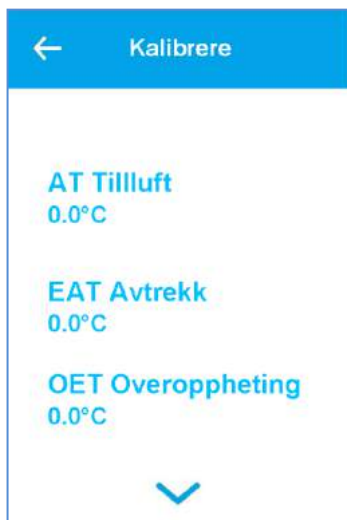 Kalibrere
AT Tillluft
0.0°C
EAT Avtrekk
0.0°C
OET Overoppheting
0.0°C